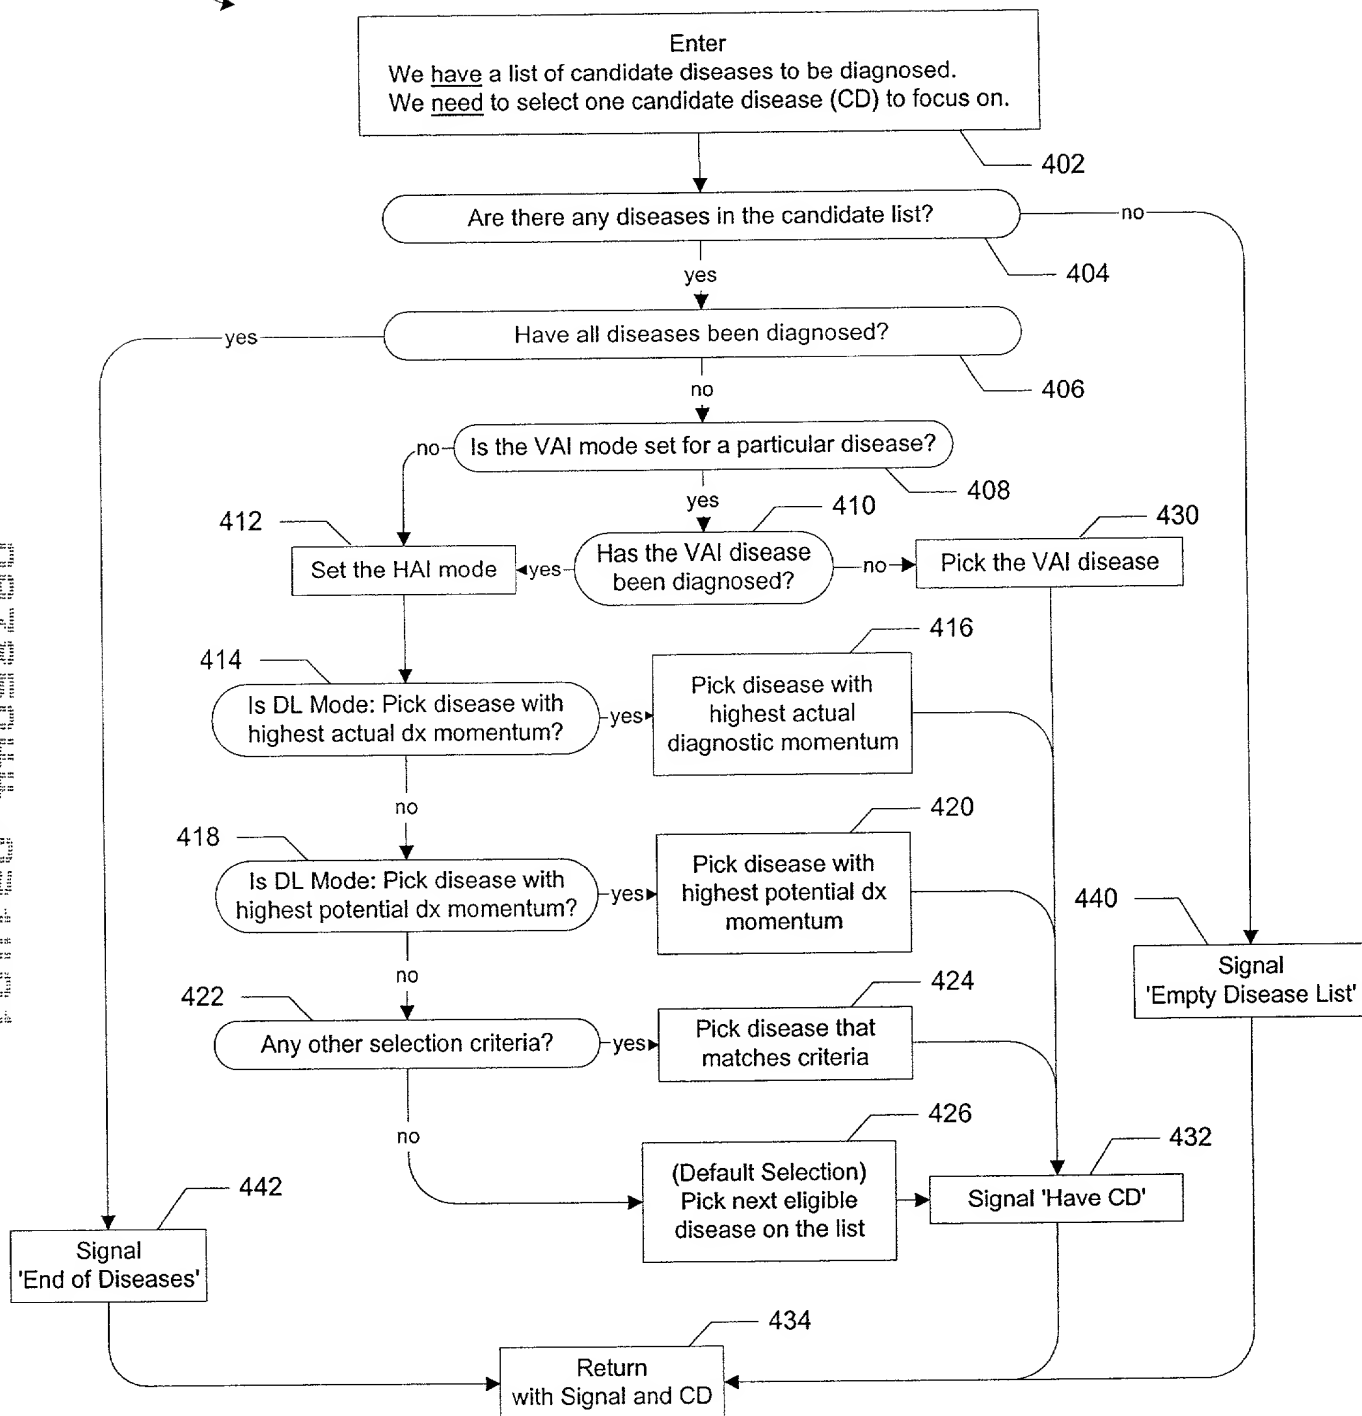 Enter
We have a list of candidate diseases to be diagnosed.
We need to select one candidate disease (CD) to focus on.
402
Are there any diseases in the candidate list?
no
404
yes
Have all diseases been diagnosed?
yes
406
no
Is the VAI mode set for a particular disease?
no
408
yes
410
412
430
Set the HAI mode
yes
Has the VAI disease
been diagnosed?
no
Pick the VAI disease
414
416
Is DL Mode: Pick disease with
highest actual dx momentum?
yes
Pick disease with
highest actual
diagnostic momentum
no
418
420
Is DL Mode: Pick disease with
highest potential dx momentum?
yes
Pick disease with
highest potential dx
momentum
440
no
Signal
'Empty Disease List'
422
424
Any other selection criteria?
yes
Pick disease that
matches criteria
no
426
432
(Default Selection)
Pick next eligible
disease on the list
Signal 'Have CD'
442
Signal
'End of Diseases'
434
Return
with Signal and CD